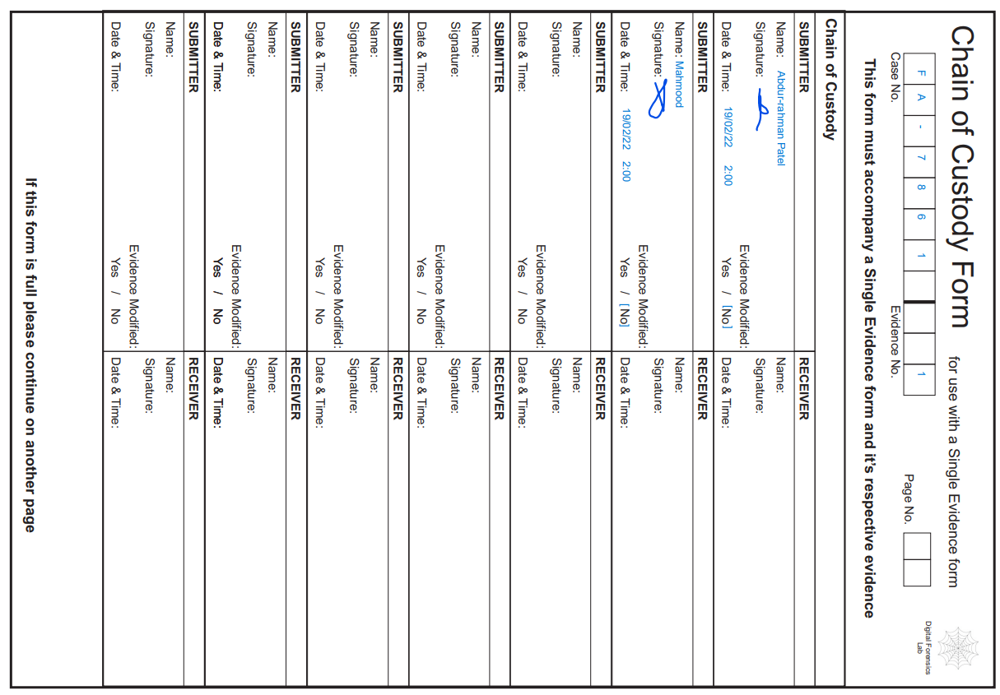 Chain of Custody Form for use with a Single Evidence form
F A - 7 8 6 1 1
Case No. Evidence No. Page No.
Digital Forensics
Lab
This form must accompany a Single Evidence form and it's respective evidence
Chain of Custody
SUBMITTER RECEIVER
Name: Abdur-rahman Patel Name:
Signature: Evidence Modified: Signature:
Date & Time: 19/02/22 2:00 Yes / [No] Date & Time:
SUBMITTER RECEIVER
Name: Mahmood Name:
Signature: Evidence Modified: Signature:
Date & Time: 19/02/22 2:00 Yes / [ No] Date & Time:
SUBMITTER RECEIVER
Name: Name:
Signature: Evidence Modified: Signature:
Date & Time: Yes / No Date & Time:
SUBMITTER RECEIVER
Name: Name:
Signature: Evidence Modified: Signature:
Date & Time: Yes / No Date & Time:
SUBMITTER RECEIVER
Name: Name:
Signature: Evidence Modified: Signature:
Date & Time: Yes / No Date & Time:
SUBMITTER RECEIVER
Name: Name:
Signature: Evidence Modified: Signature:
Date & Time: Yes / No Date & Time:
SUBMITTER RECEIVER
Name: Name:
Signature: Evidence Modified: Signature:
Date & Time: Yes / No Date & Time:
If this form is full please continue on another page